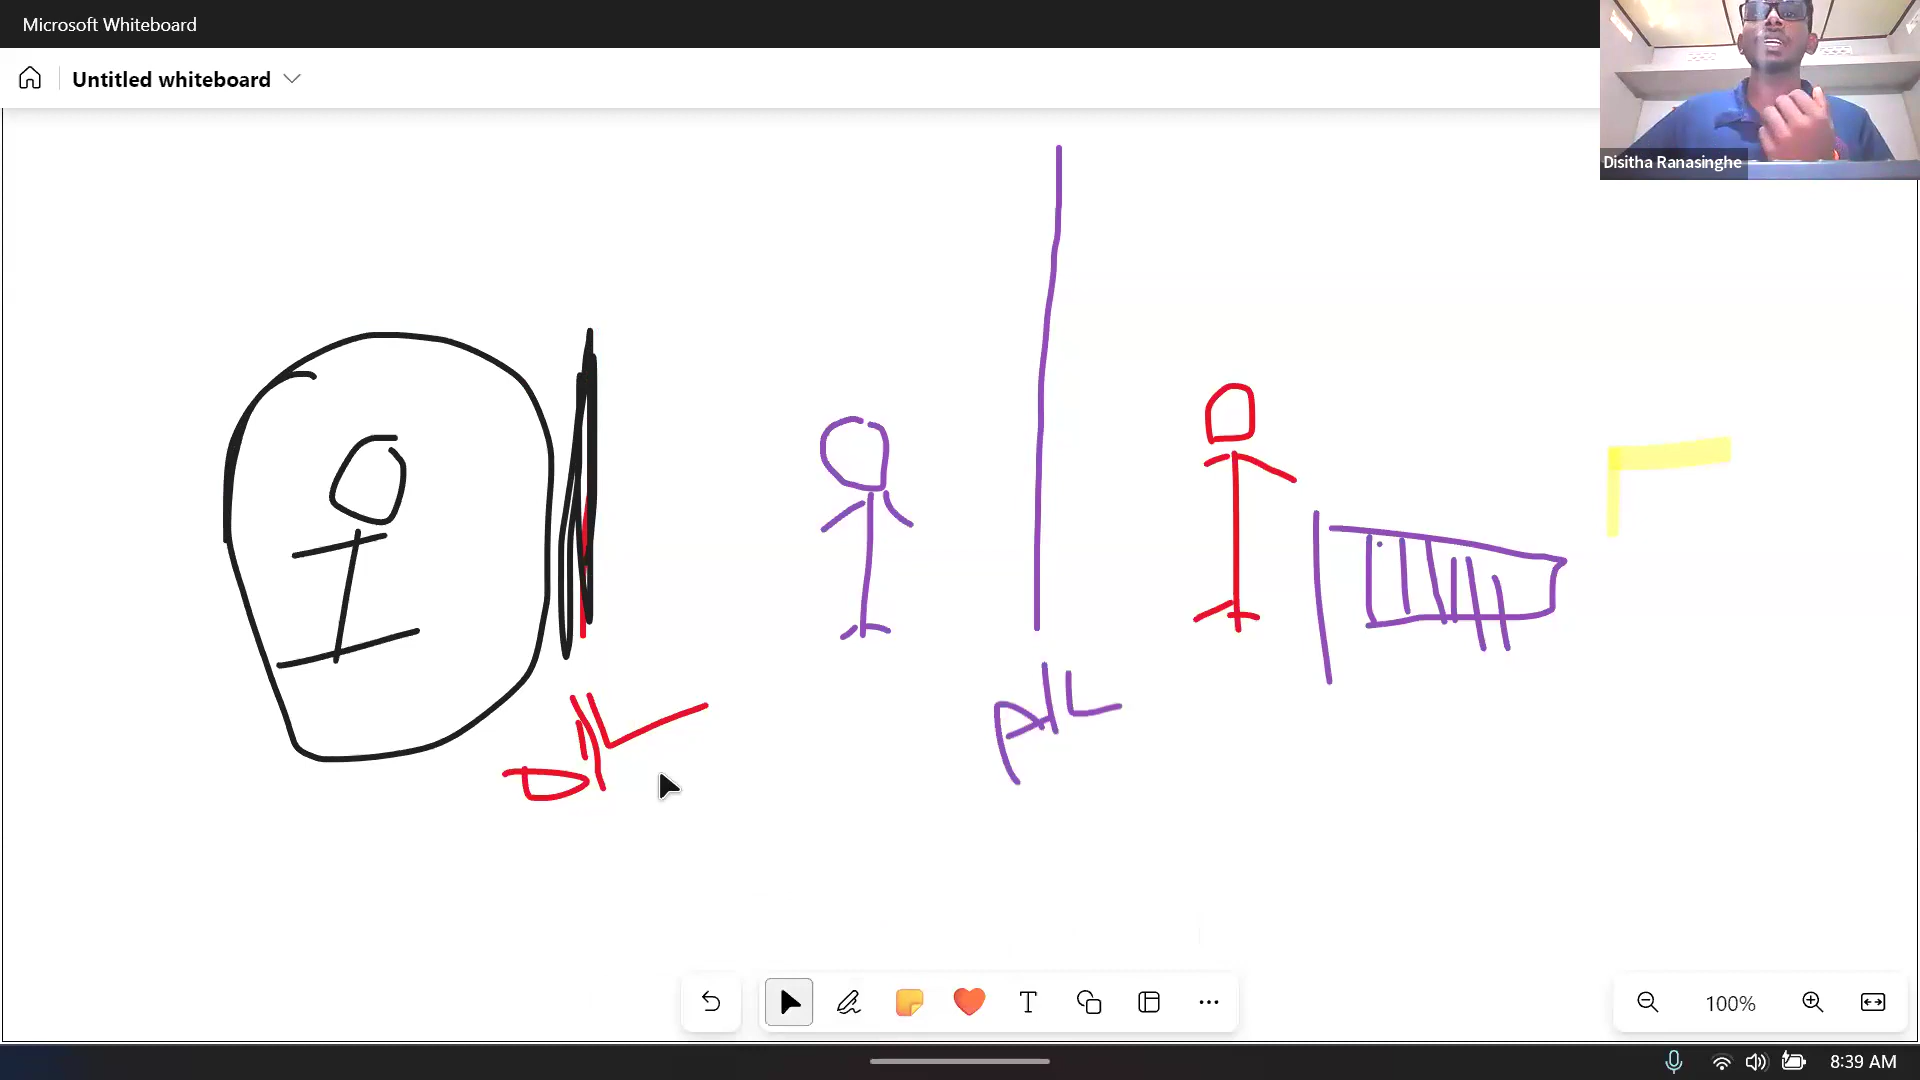 Microsoft Whiteboard
Untitled whiteboard
Disitha Ranasinghe
T
100%
8:39 AM